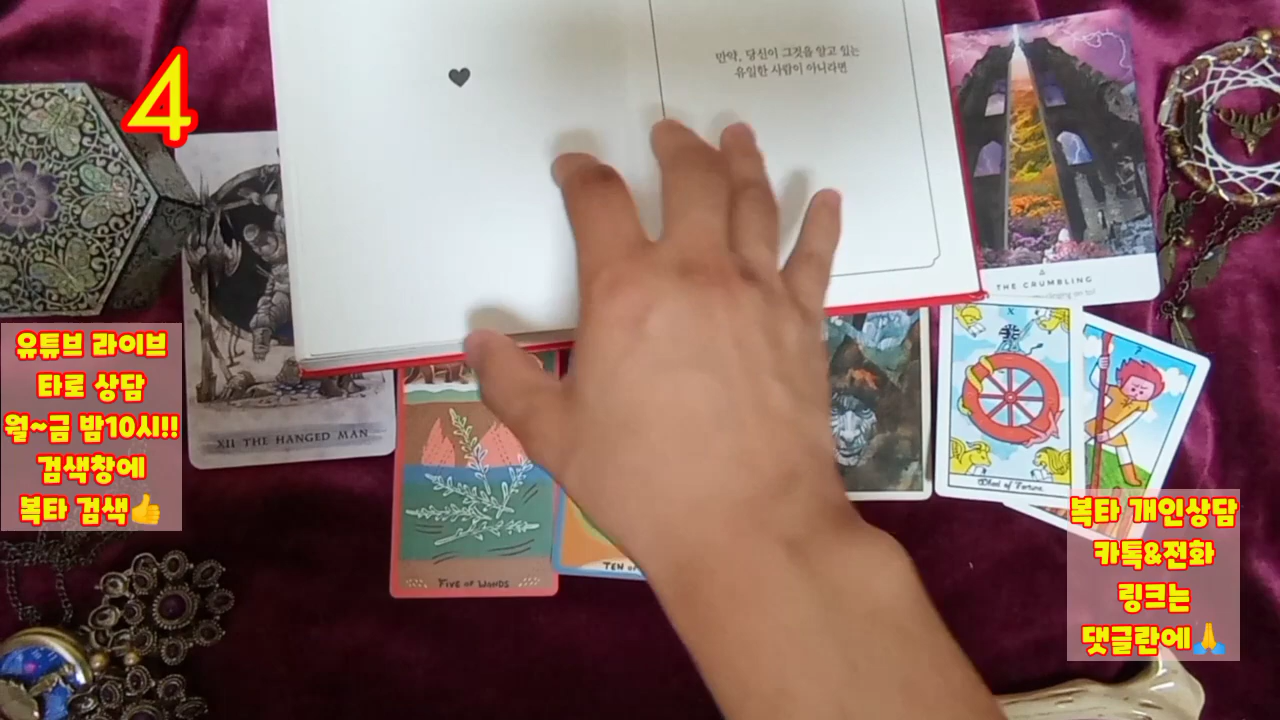 4
만약, 당신이 그것을 알고 있는
유일한 사람이 아니라면
THE CRUMBLING
X
Wheel of Fortune
7
XII THE HANGED MAN
FIVE OF WANDS
TEN OF
유튜브 라이브
타로 상담
월~금 밤10시!!
검색창에
복타 검색👍
복타 개인상담
카톡&전화
링크는
댓글란에🙏